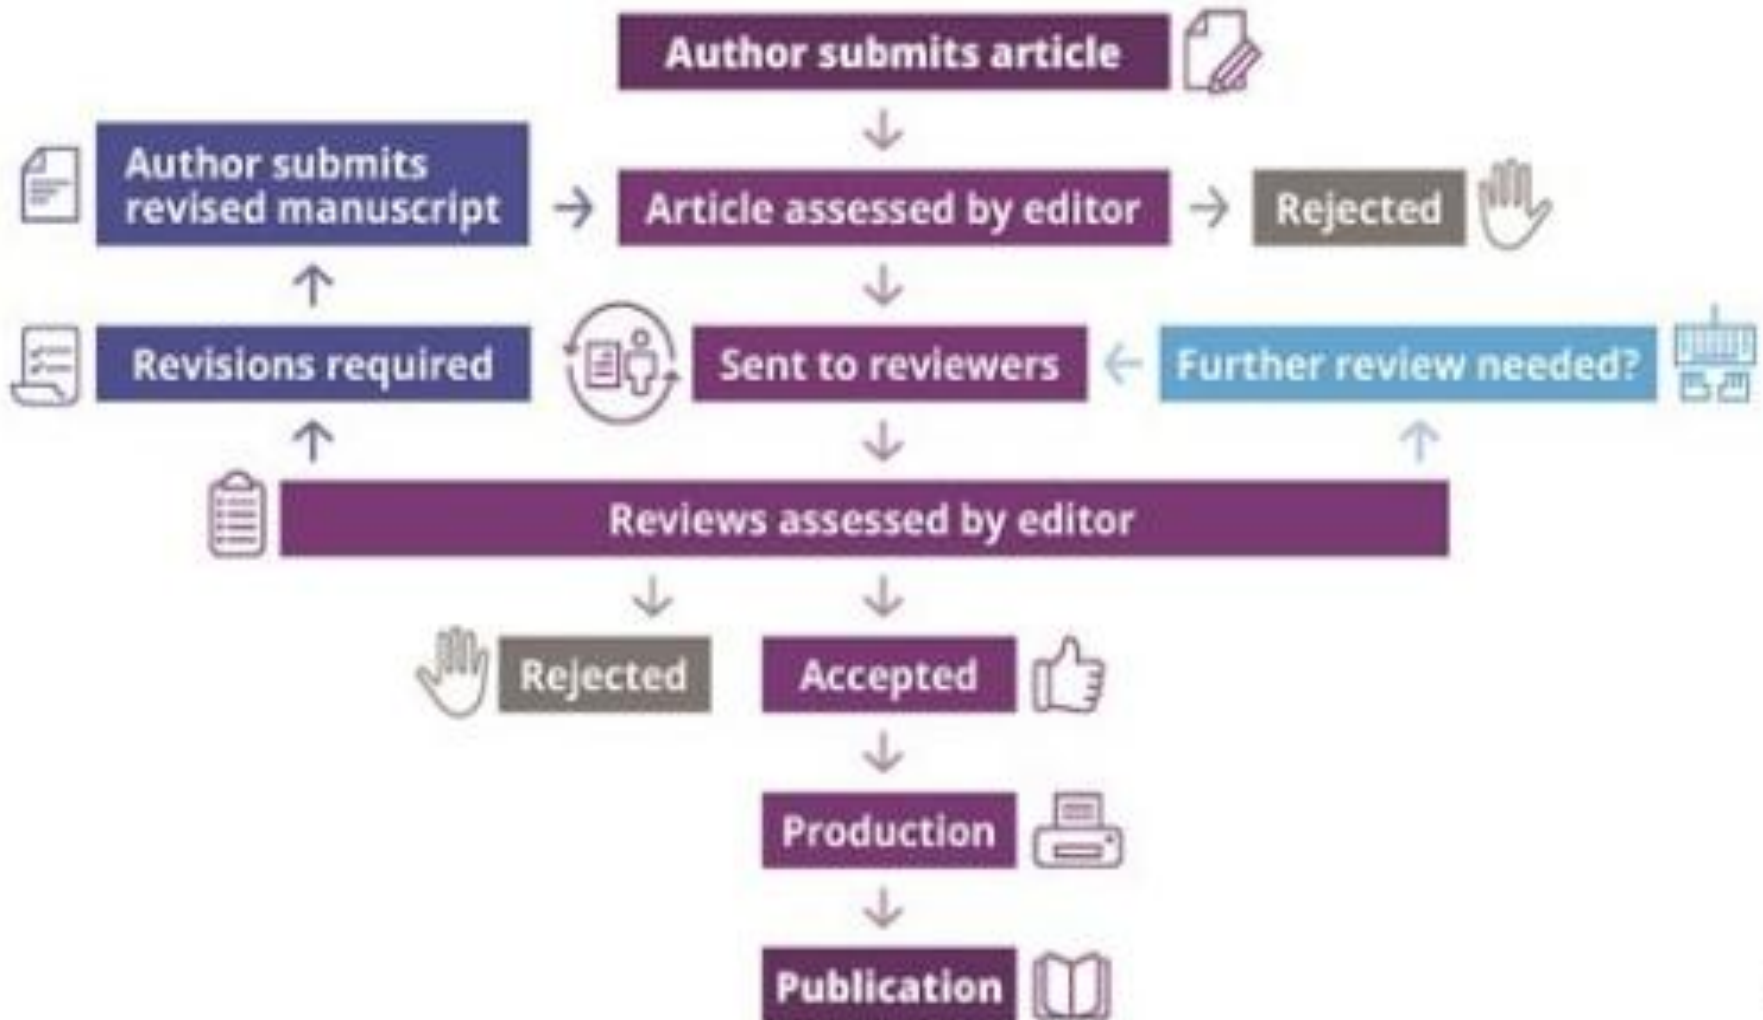 Author submits article
Author submits
revised manuscript
Article assessed by editor
Rejected
Revisions required
Sent to reviewers
Further review needed?
Reviews assessed by editor
Rejected
Accepted
Production
Publication